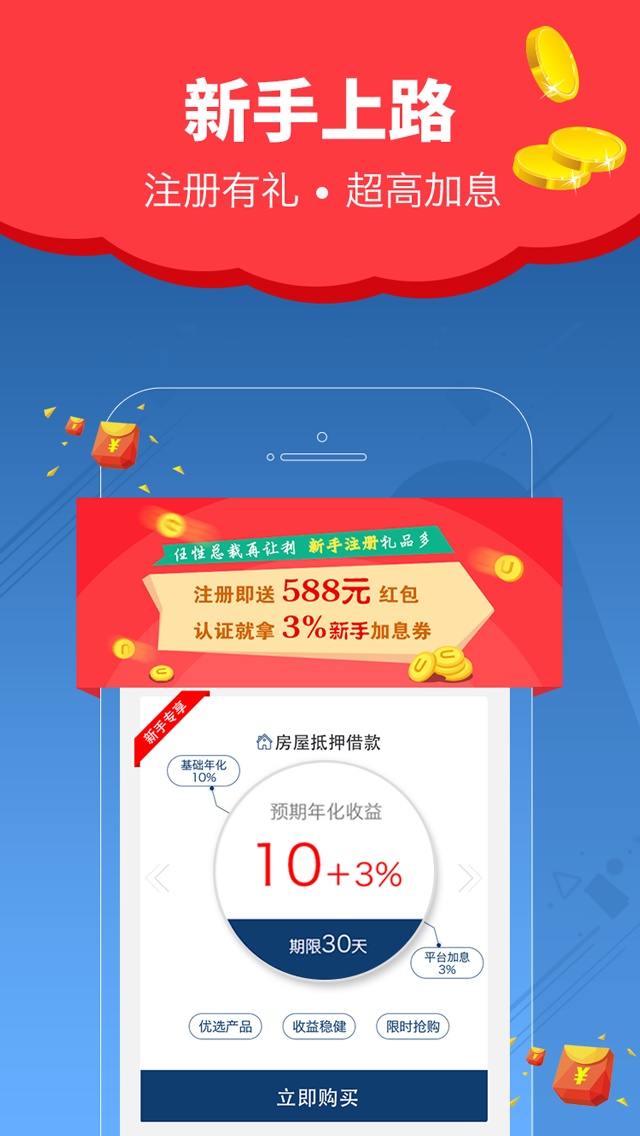 新手上路
注册有礼 • 超高加息
任性总裁再让利 新手注册礼品多
注册即送 588元 红包
认证就拿 3%新手加息券
新手专享
房屋抵押借款
基础年化
10%
预期年化收益
10+3%
期限30天
平台加息
3%
优选产品 收益稳健 限时抢购
立即购买